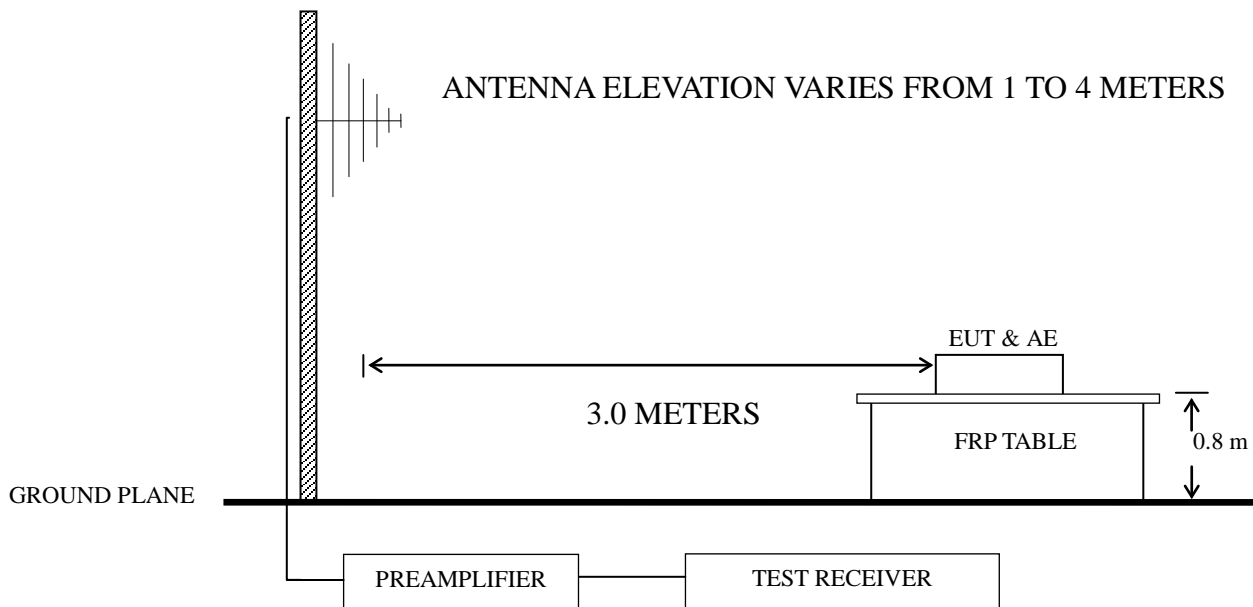 ANTENNA ELEVATION VARIES FROM 1 TO 4 METERS
EUT & AE
3.0 METERS
FRP TABLE
0.8 m
GROUND PLANE
PREAMPLIFIER
TEST RECEIVER